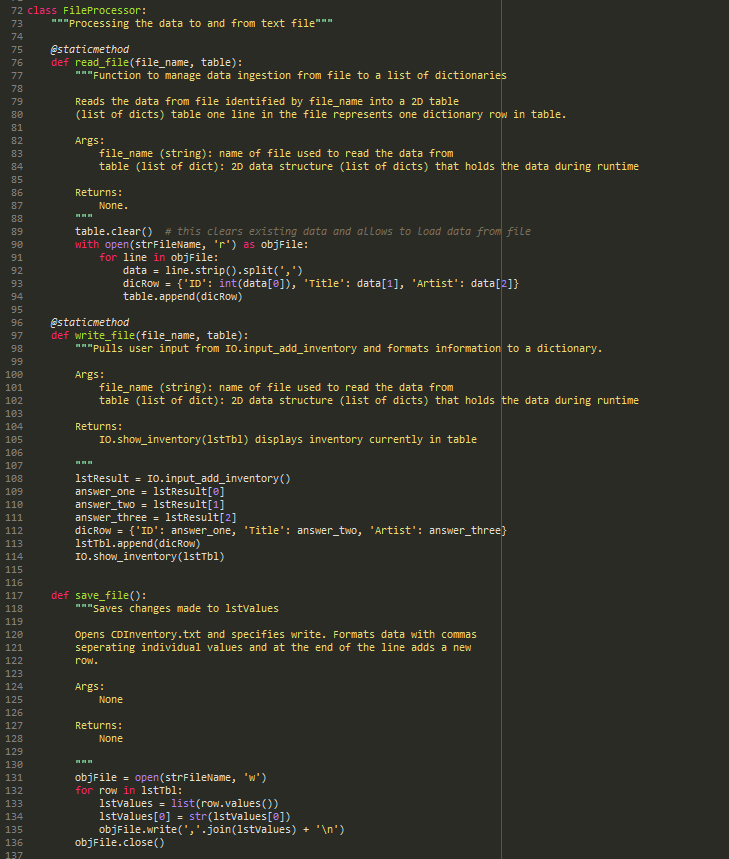 72 class FileProcessor:
73     """Processing the data to and from text file"""
74
75     @staticmethod
76     def read_file(file_name, table):
77         """Function to manage data ingestion from file to a list of dictionaries
78
79         Reads the data from file identified by file_name into a 2D table
80         (list of dicts) table one line in the file represents one dictionary row in table.
81
82         Args:
83             file_name (string): name of file used to read the data from
84             table (list of dict): 2D data structure (list of dicts) that holds the data during runtime
85
86         Returns:
87             None.
88         """
89         table.clear()  # this clears existing data and allows to load data from file
90         with open(strFileName, 'r') as objFile:
91             for line in objFile:
92                 data = line.strip().split(',')
93                 dicRow = {'ID': int(data[0]), 'Title': data[1], 'Artist': data[2]}
94                 table.append(dicRow)
95
96     @staticmethod
97     def write_file(file_name, table):
98         """Pulls user input from IO.input_add_inventory and formats information to a dictionary.
99
100         Args:
101             file_name (string): name of file used to read the data from
102             table (list of dict): 2D data structure (list of dicts) that holds the data during runtime
103
104         Returns:
105             IO.show_inventory(lstTbl) displays inventory currently in table
106
107         """
108         lstResult = IO.input_add_inventory()
109         answer_one = lstResult[0]
110         answer_two = lstResult[1]
111         answer_three = lstResult[2]
112         dicRow = {'ID': answer_one, 'Title': answer_two, 'Artist': answer_three}
113         lstTbl.append(dicRow)
114         IO.show_inventory(lstTbl)
115
116
117     def save_file():
118         """Saves changes made to lstValues
119
120         Opens CDInventory.txt and specifies write. Formats data with commas
121         seperating individual values and at the end of the line adds a new
122         row.
123
124         Args:
125             None
126
127         Returns:
128             None
129
130         """
131         objFile = open(strFileName, 'w')
132         for row in lstTbl:
133             lstValues = list(row.values())
134             lstValues[0] = str(lstValues[0])
135             objFile.write(','.join(lstValues) + '\n')
136         objFile.close()
137